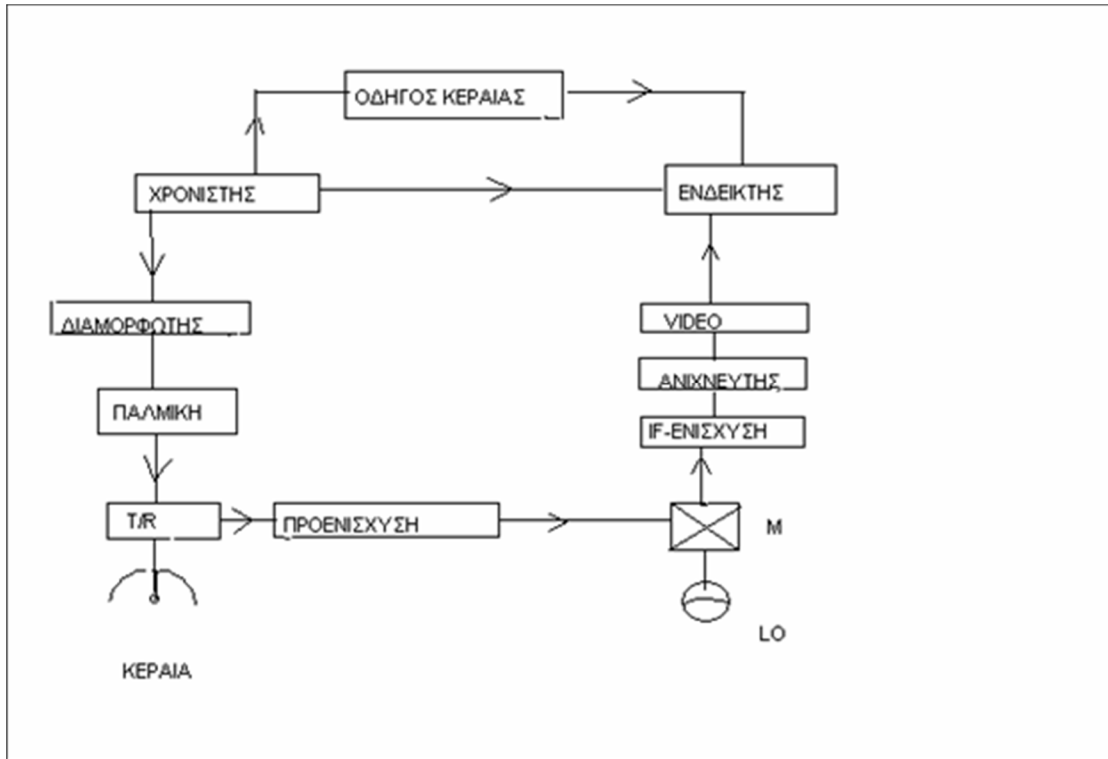 ΟΔΗΓΟΣ ΚΕΡΑΙΑΣ
ΧΡΟΝΙΣΤΗΣ
ΕΝΔΕΙΚΤΗΣ
ΔΙΑΜΟΡΦΩΤΗΣ
VIDEO
ΑΝΙΧΝΕΥΤΗΣ
ΠΑΛΜΙΚΗ
IF-ΕΝΙΣΧΥΣΗ
T/R
ΠΡΟΕΝΙΣΧΥΣΗ
M
LO
ΚΕΡΑΙΑ